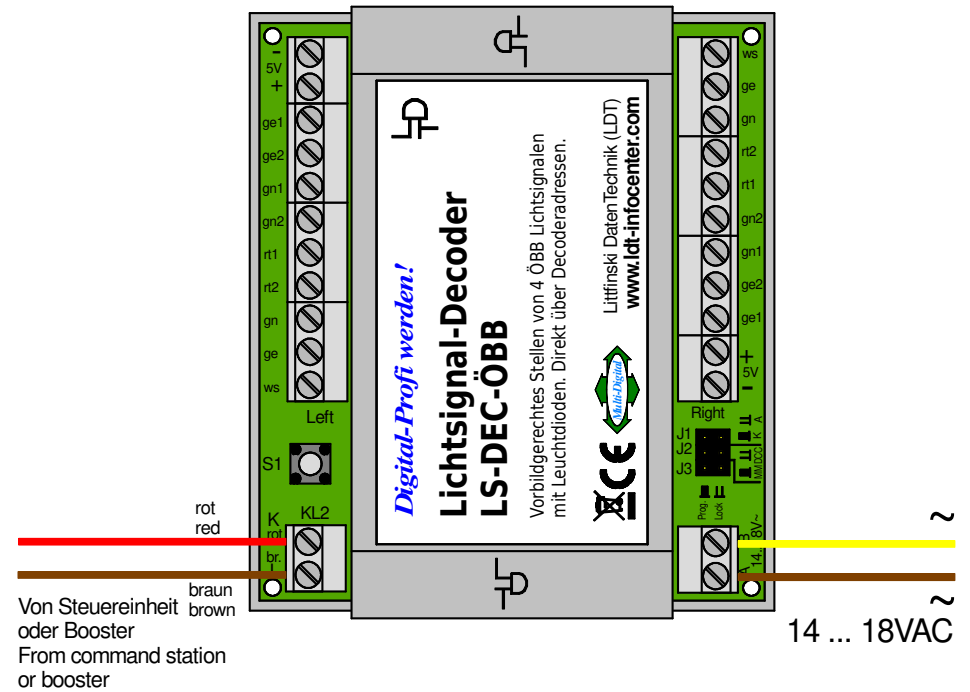 -
5V
+
ge1
ge2
gn1
gn2
rt1
rt2
gn
ge
ws
Left
S1
KL2
K
rot
br.
rot
red
braun
brown
Von Steuereinheit
oder Booster
From command station
or booster
Digital-Profi werden!
Lichtsignal-Decoder
LS-DEC-ÖBB
Vorbildgerechtes Stellen von 4 ÖBB Lichtsignalen
mit Leuchtdioden. Direkt über Decoderadressen.
Littfinski DatenTechnik (LDT)
www.ldt-infocenter.com
Multi-Digital
CE
ws
ge
gn
rt2
rt1
gn2
gn1
ge2
ge1
+
5V
-
Right
J1
J2
J3
A
K
DCC
MM
Prog.
Lock
14...18V~
B
A
~
~
14 ... 18VAC